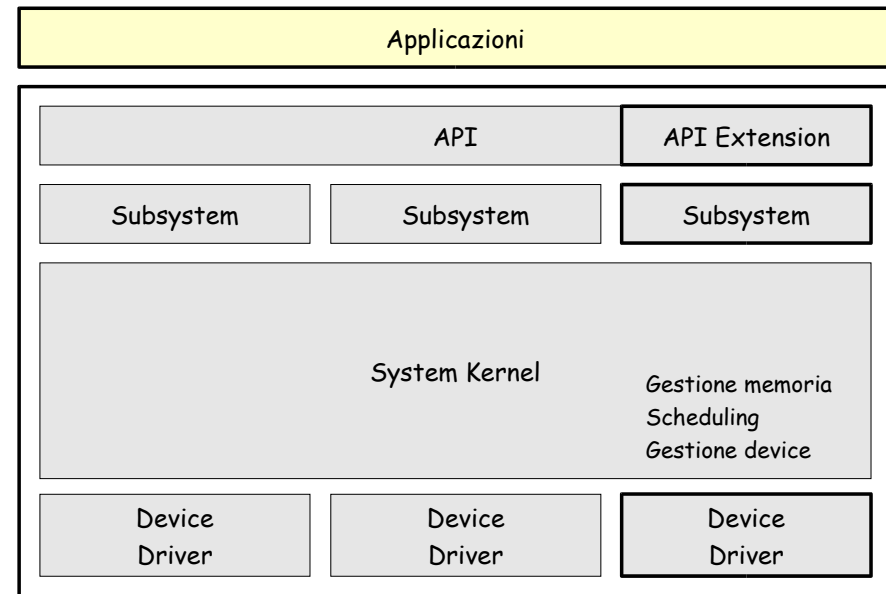 Applicazioni
API
API Extension
Subsystem
Subsystem
Subsystem
System Kernel
Gestione memoria
Scheduling
Gestione device
Device
Driver
Device
Driver
Device
Driver